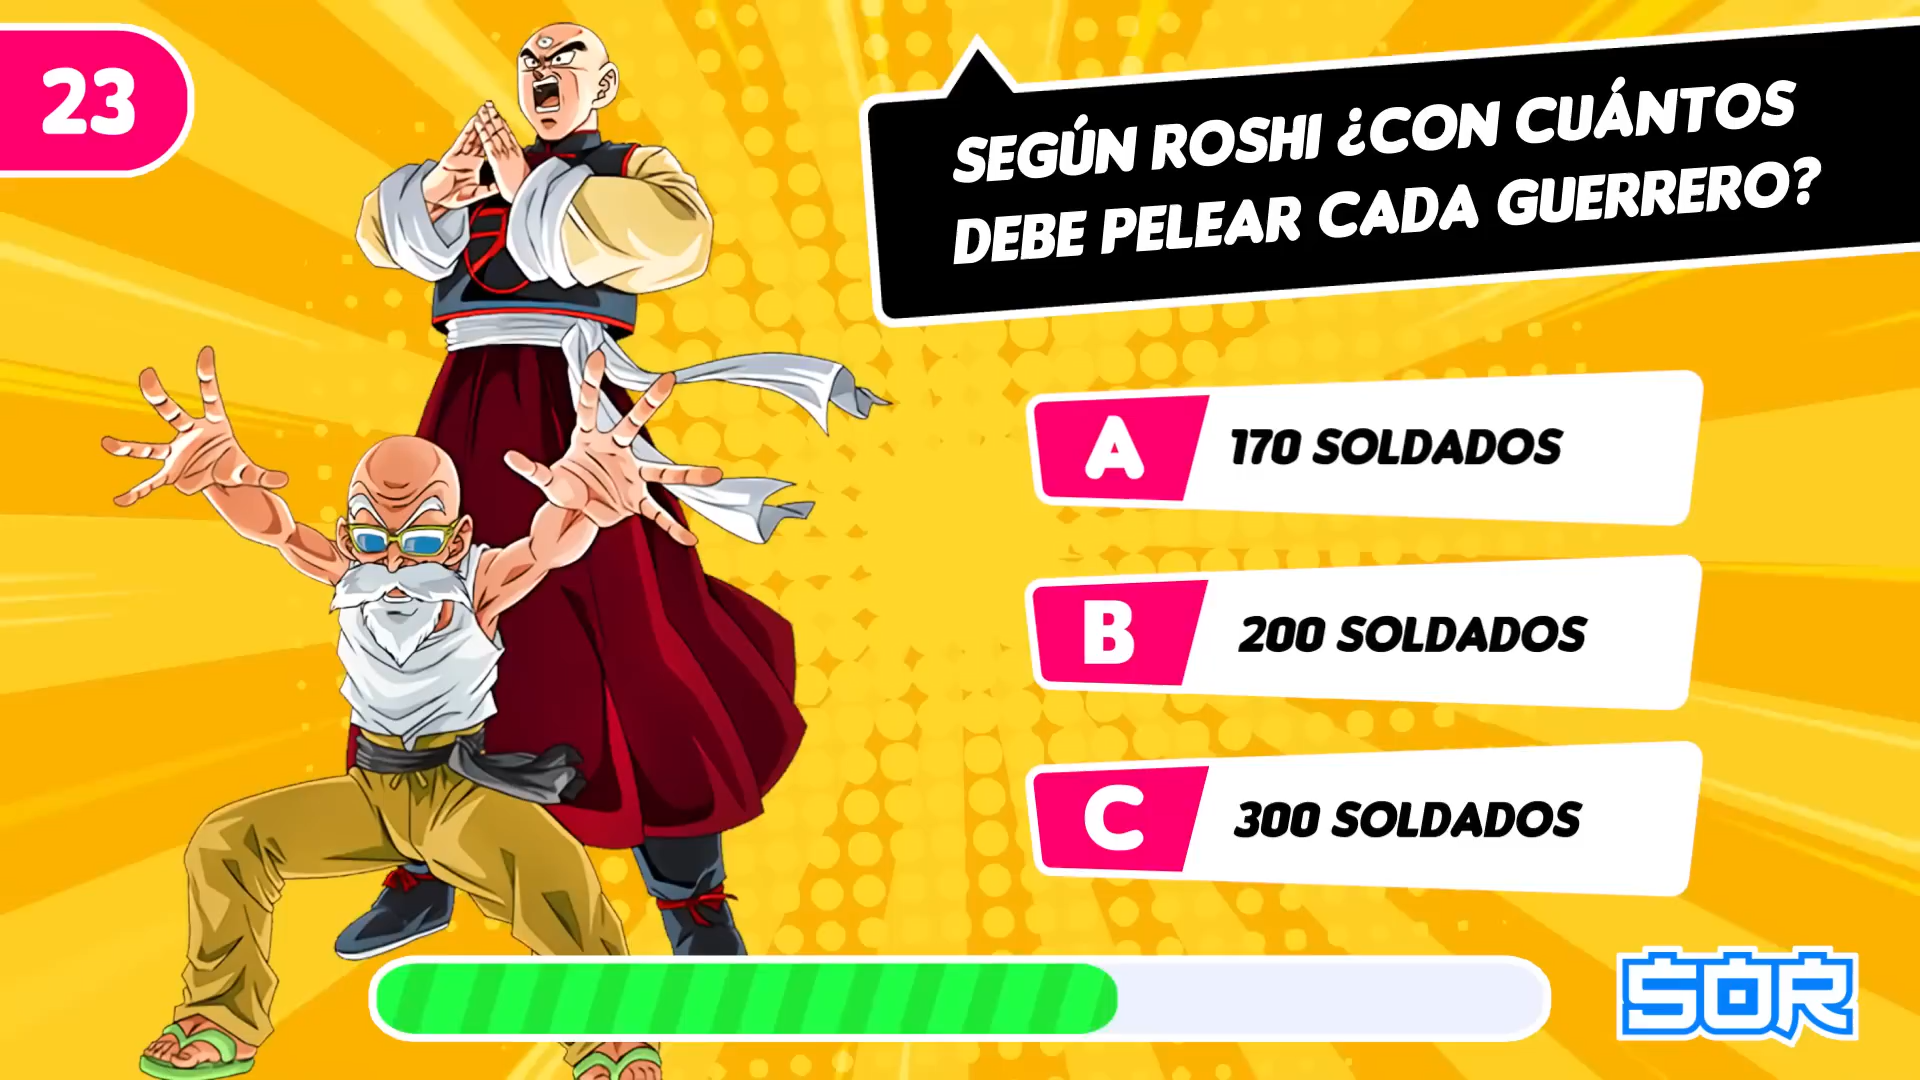 23
SEGÚN ROSHI ¿CON CUÁNTOS
DEBE PELEAR CADA GUERRERO?
A 170 SOLDADOS
B 200 SOLDADOS
C 300 SOLDADOS
SOR